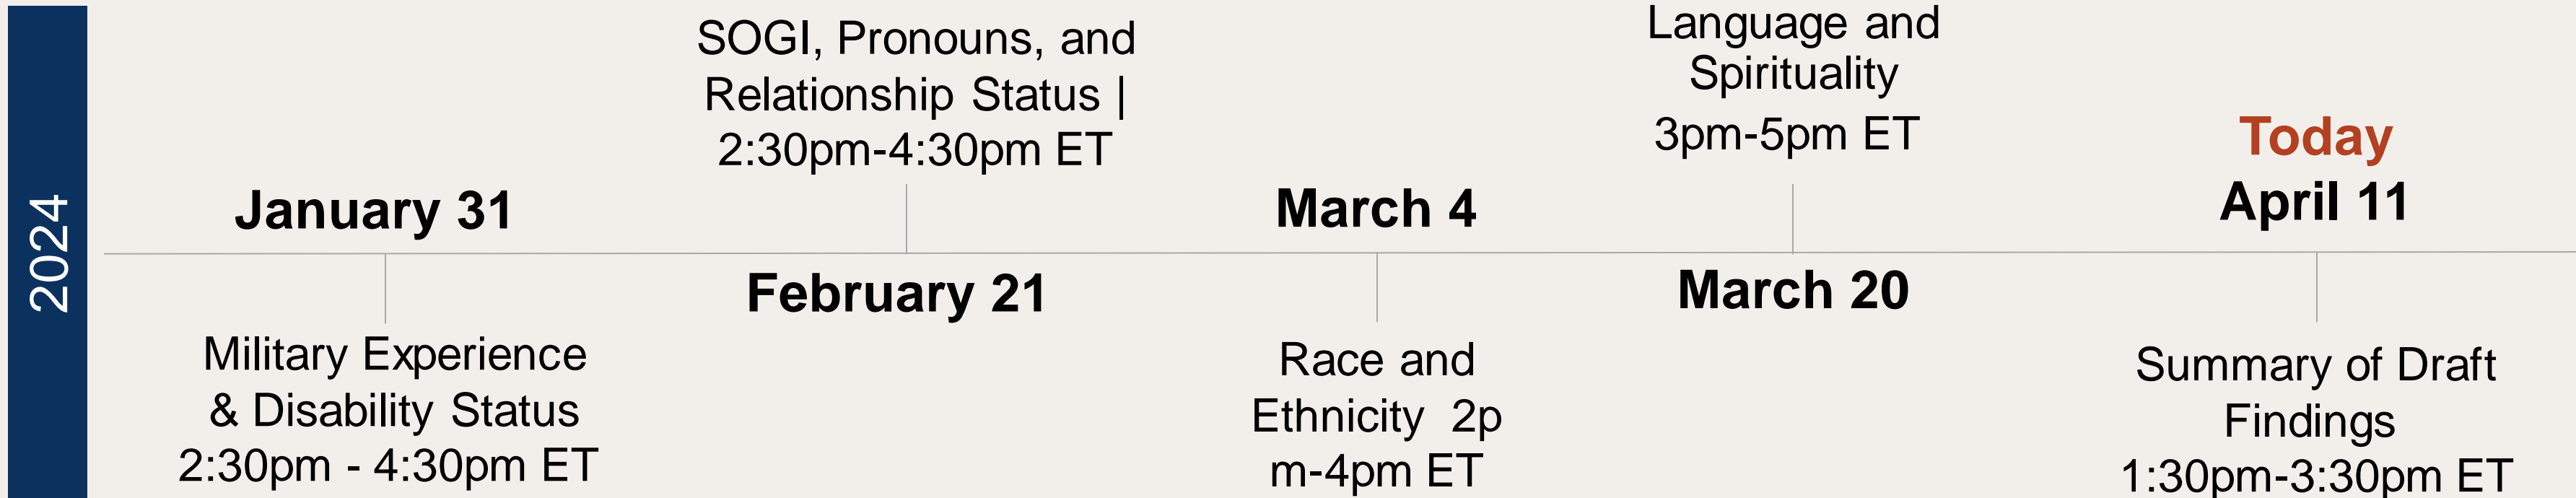 2024
January 31
Military Experience
& Disability Status
2:30pm - 4:30pm ET
SOGI, Pronouns, and
Relationship Status |
2:30pm-4:30pm ET
February 21
March 4
Race and
Ethnicity 2p
m-4pm ET
Language and
Spirituality
3pm-5pm ET
March 20
Today
April 11
Summary of Draft
Findings
1:30pm-3:30pm ET